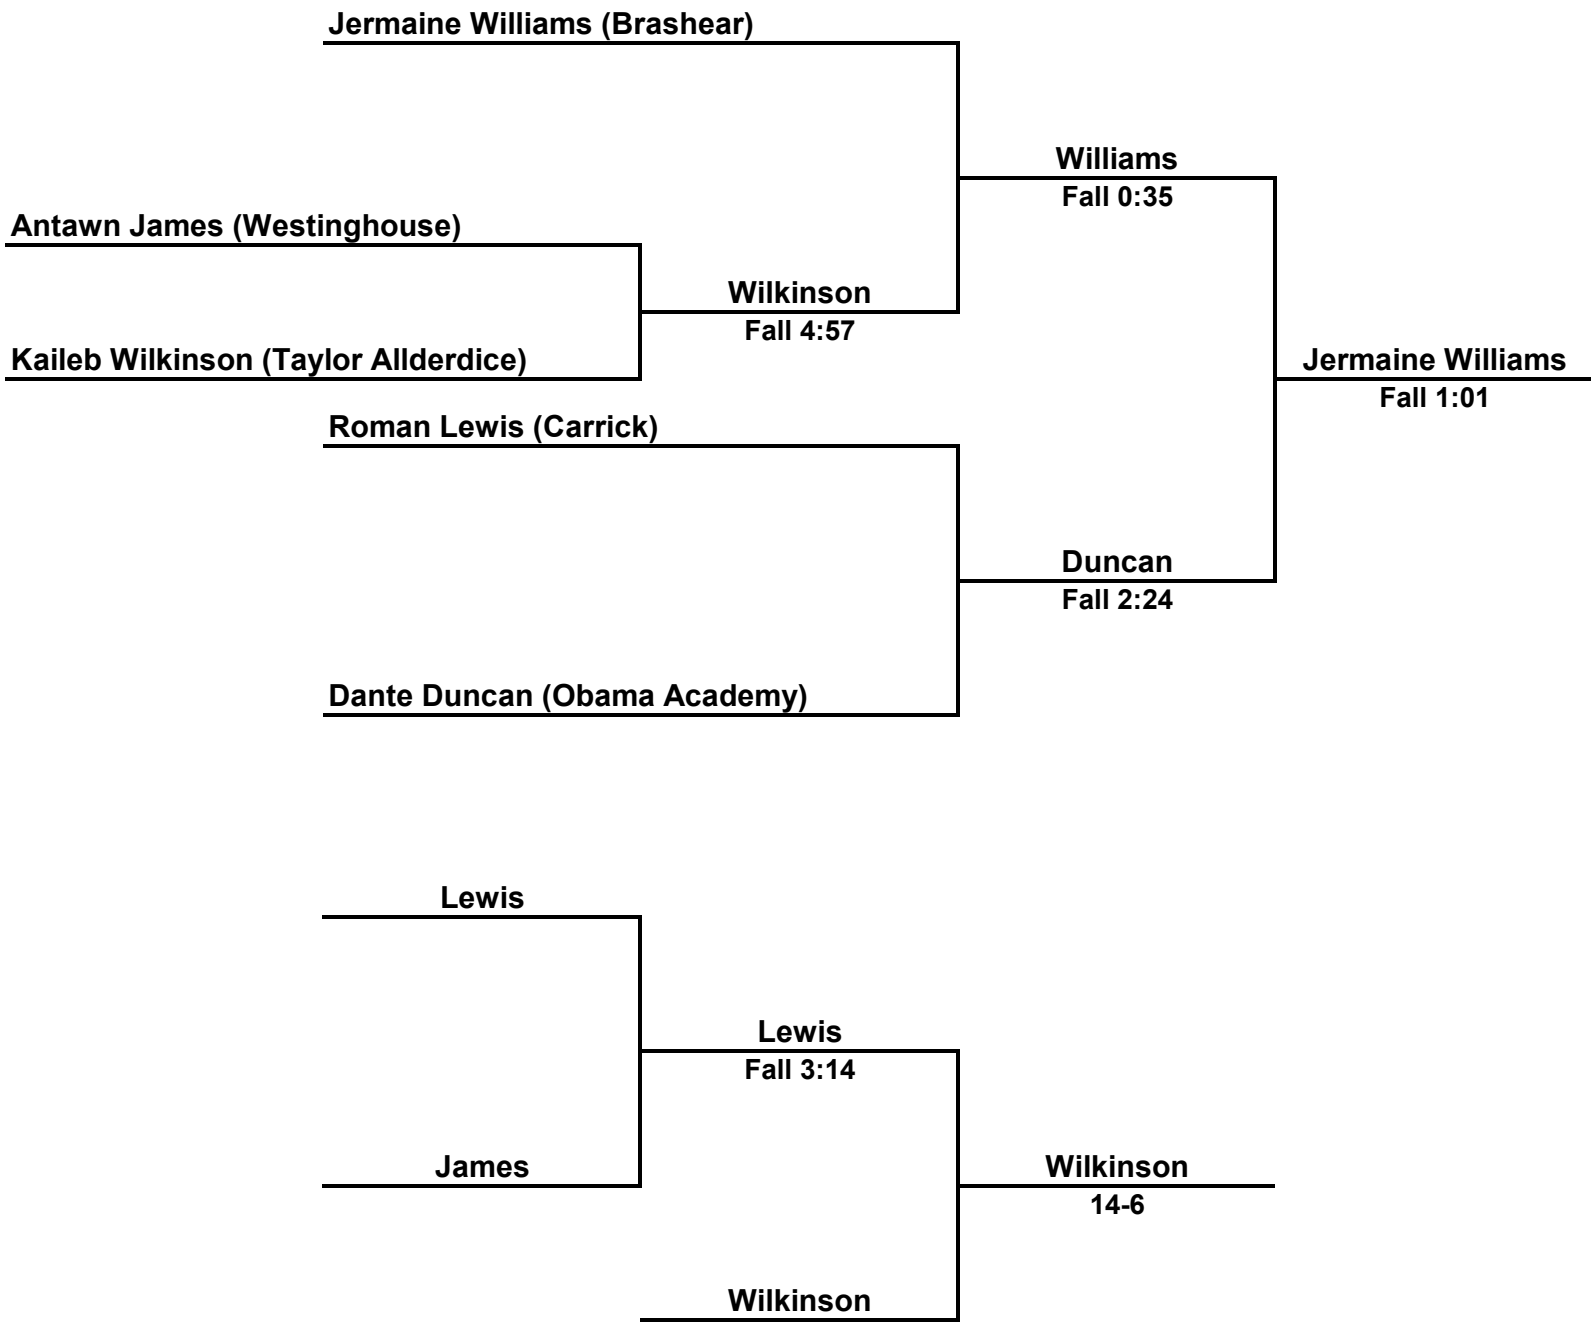 Jermaine Williams (Brashear)
Williams
Fall 0:35
Antawn James (Westinghouse)
Wilkinson
Fall 4:57
Kaileb Wilkinson (Taylor Allderdice)
Jermaine Williams
Fall 1:01
Roman Lewis (Carrick)
Duncan
Fall 2:24
Dante Duncan (Obama Academy)
Lewis
Lewis
Fall 3:14
James
Wilkinson
14-6
Wilkinson